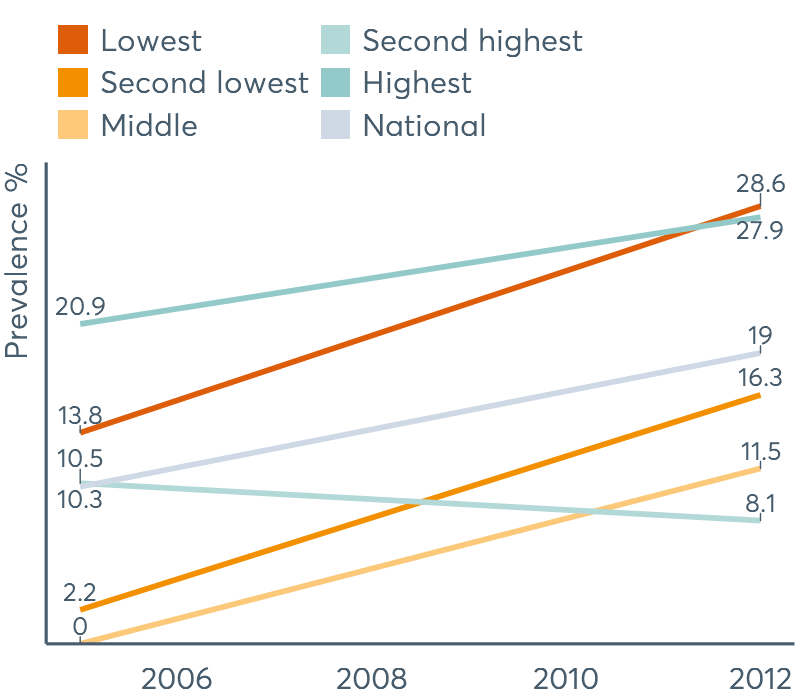 Lowest
Second lowest
Middle
Second highest
Highest
National
Prevalence %
28.6
27.9
20.9
19
16.3
13.8
11.5
10.5
10.3
8.1
2.2
0
2006 2008 2010 2012